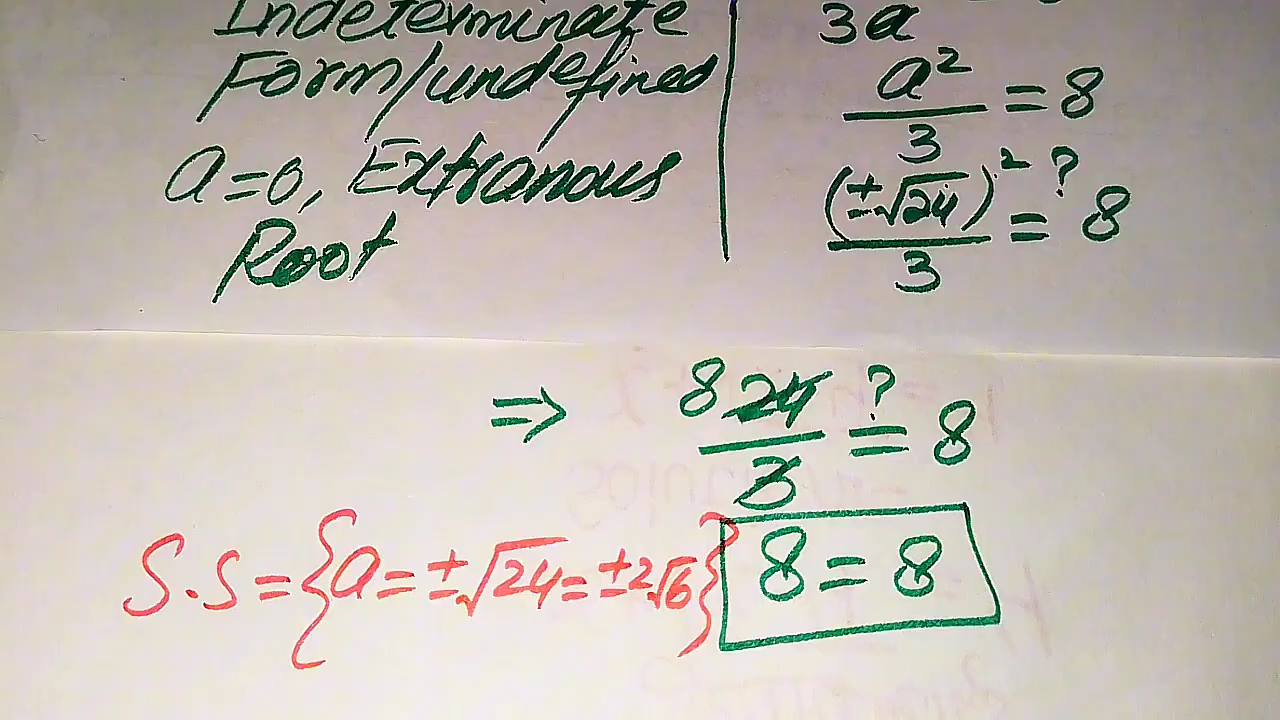 Indeterminate
Form/undefined
a=0, Extranous
Root
3a
a²/3 = 8
(±√24)²/3 ?= 8
⇒ 8 24/3 ?= 8
S.S = {a = ±√24 = ±2√6}
8 = 8